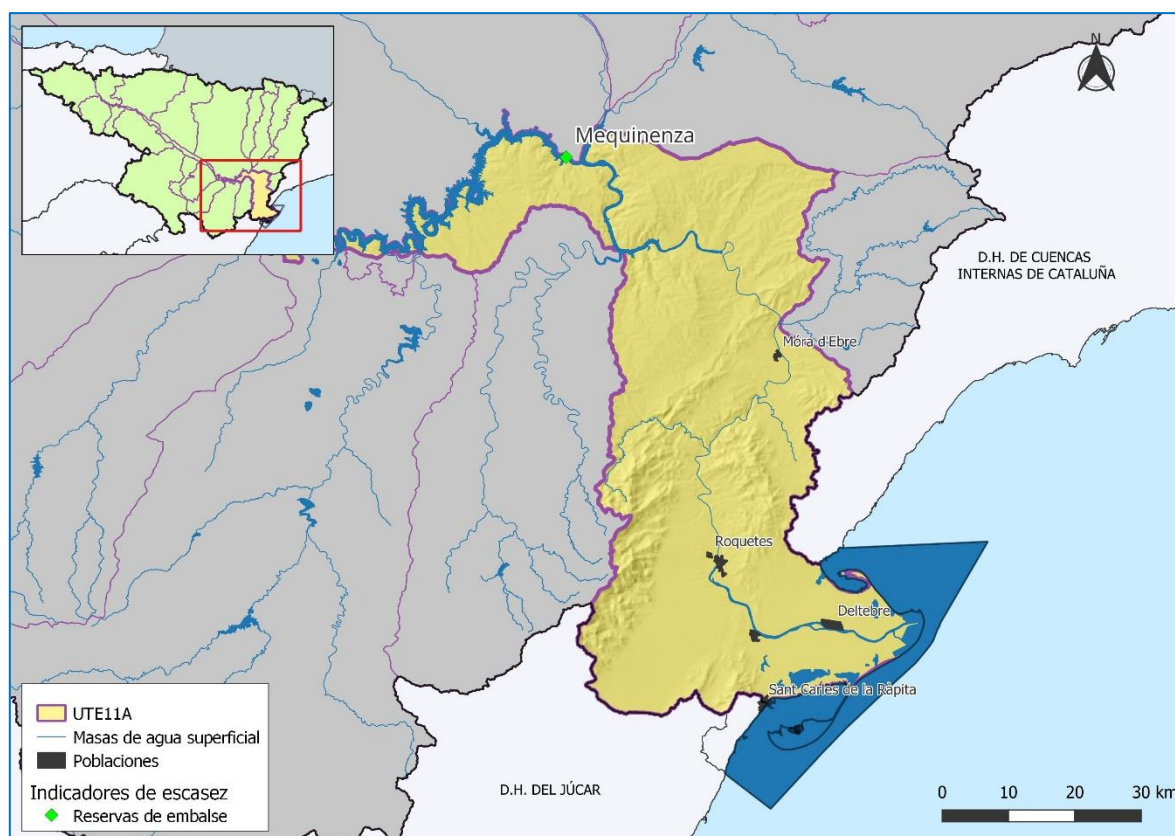 N
Mequinenza
D.H. DE CUENCAS
INTERNAS DE CATALUÑA
Móra d'Ebre
Roquetes
Deltebre
Sant Carles de la Ràpita
D.H. DEL JÚCAR
UTE11A
Masas de agua superficial
Poblaciones
Indicadores de escasez
Reservas de embalse
0 10 20 30 km